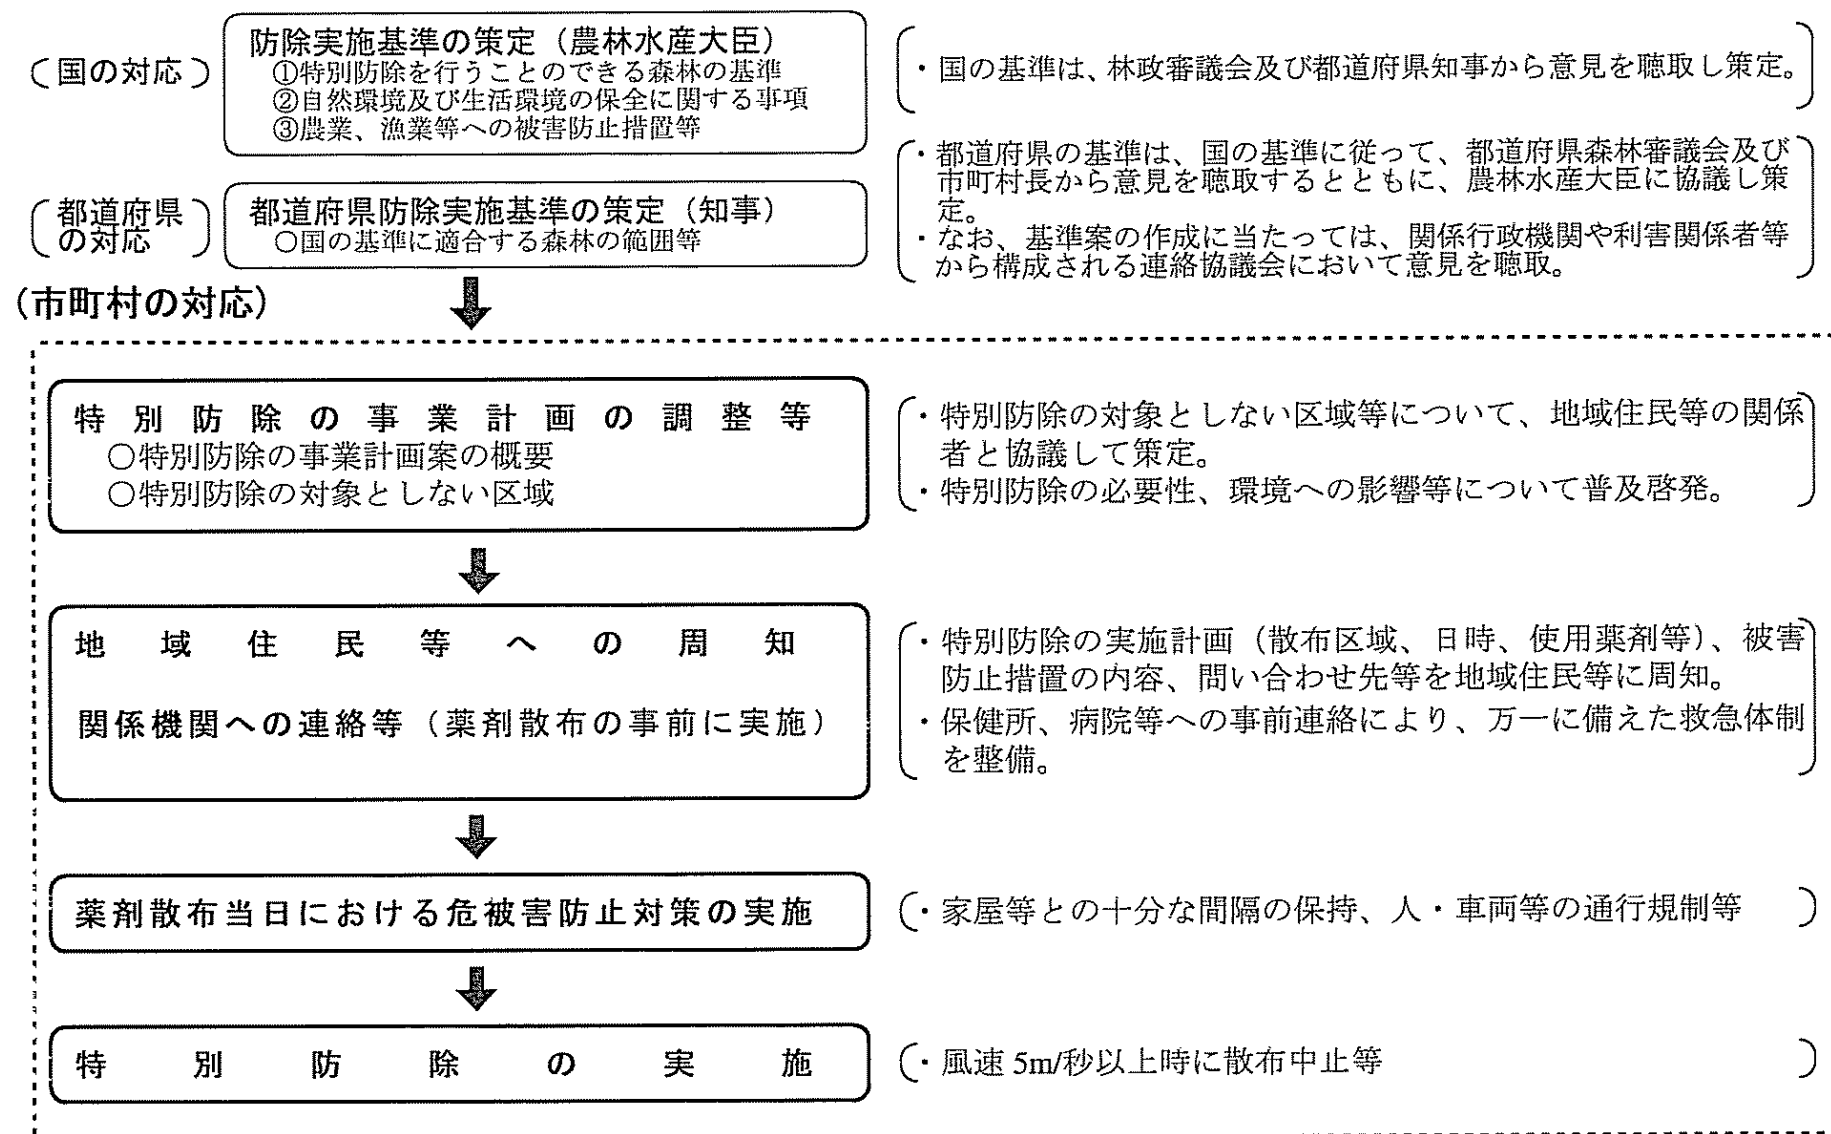 （国の対応）
防除実施基準の策定（農林水産大臣）
①特別防除を行うことのできる森林の基準
②自然環境及び生活環境の保全に関する事項
③農業、漁業等への被害防止措置等
・国の基準は、林政審議会及び都道府県知事から意見を聴取し策定。
（都道府県
の対応）
都道府県防除実施基準の策定（知事）
○国の基準に適合する森林の範囲等
・都道府県の基準は、国の基準に従って、都道府県森林審議会及び
市町村長から意見を聴取するとともに、農林水産大臣に協議し策
定。
・なお、基準案の作成に当たっては、関係行政機関や利害関係者等
から構成される連絡協議会において意見を聴取。
（市町村の対応）
特別防除の事業計画の調整等
○特別防除の事業計画案の概要
○特別防除の対象としない区域
・特別防除の対象としない区域等について、地域住民等の関係
者と協議して策定。
・特別防除の必要性、環境への影響等について普及啓発。
地域住民等への周知
関係機関への連絡等（薬剤散布の事前に実施）
・特別防除の実施計画（散布区域、日時、使用薬剤等）、被害
防止措置の内容、問い合わせ先等を地域住民等に周知。
・保健所、病院等への事前連絡により、万一に備えた救急体制
を整備。
薬剤散布当日における危被害防止対策の実施
（・家屋等との十分な間隔の保持、人・車両等の通行規制等）
特別防除の実施
（・風速 5m/秒以上時に散布中止等）